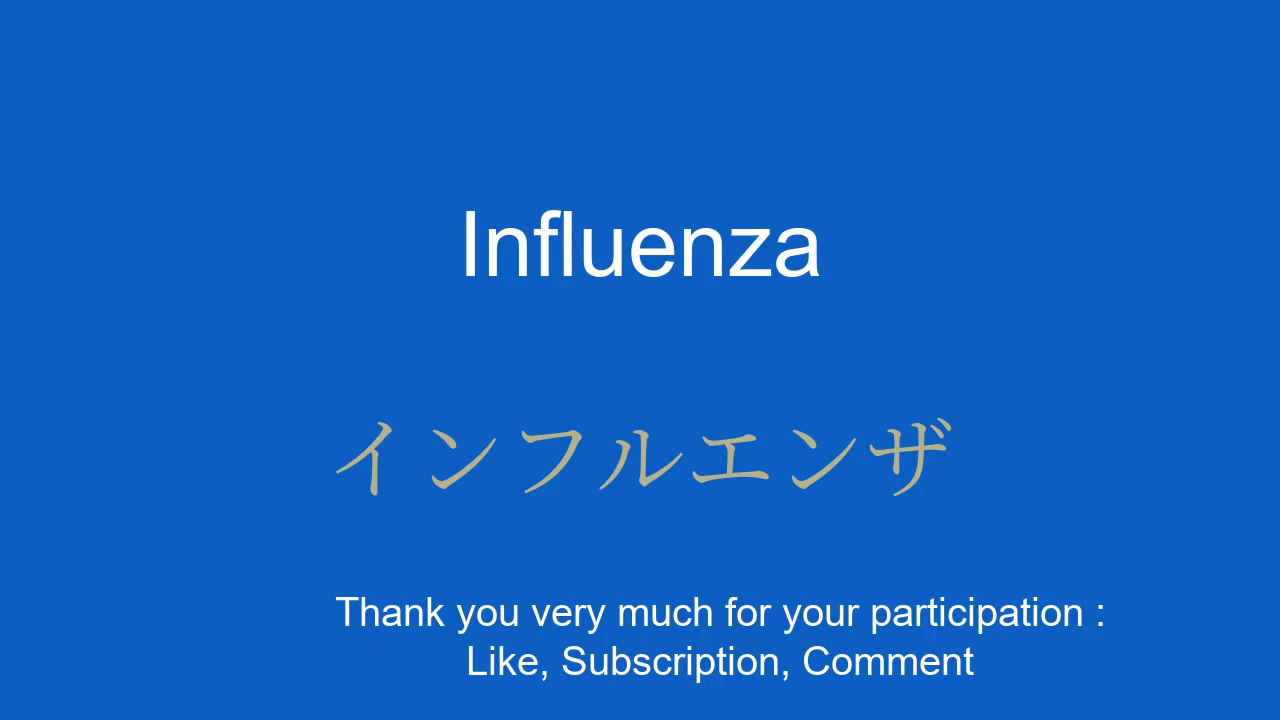 Influenza
インフルエンザ
Thank you very much for your participation :
Like, Subscription, Comment